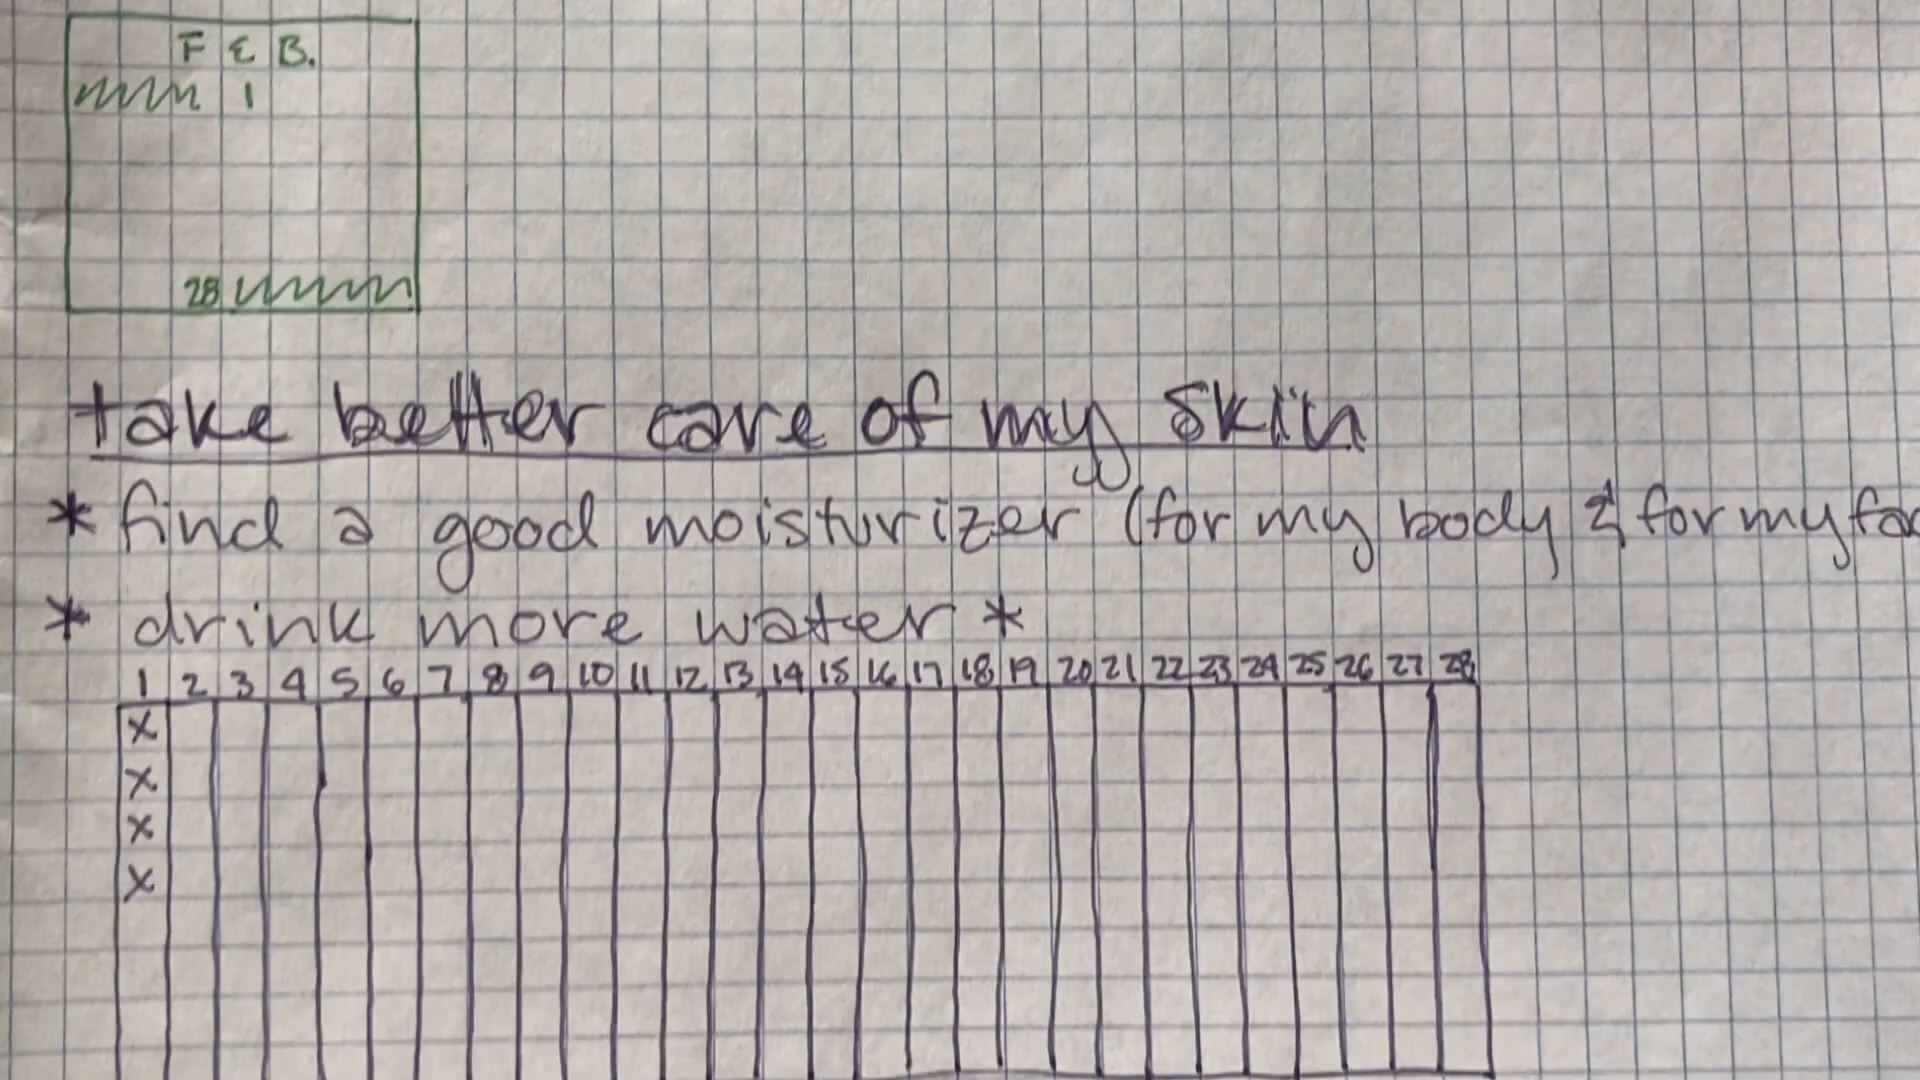 FEB.
1
28
take better care of my skin
* find a good moisturizer (for my body & for my fac
* drink more water *
1 2 3 4 5 6 7 8 9 10 11 12 13 14 15 16 17 18 19 20 21 22 23 24 25 26 27 28
X
X
X
X